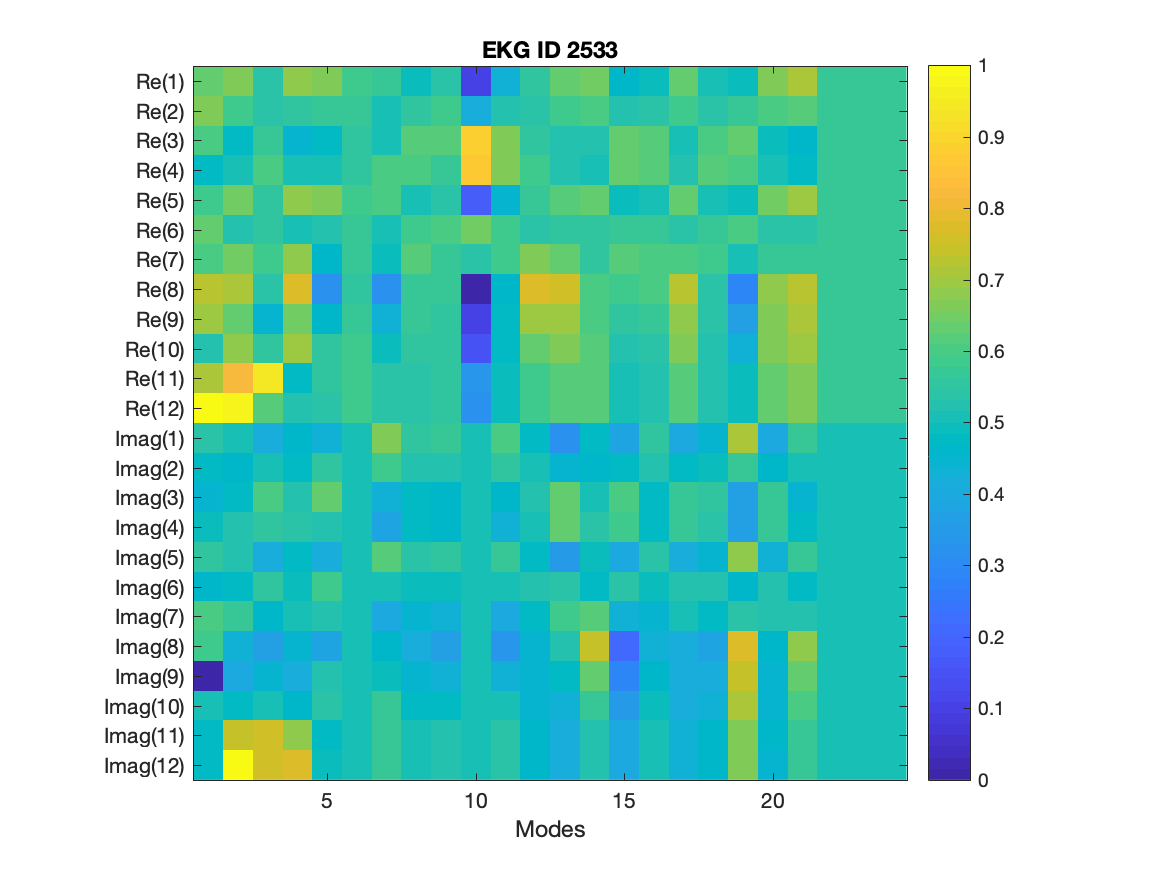 EKG ID 2533
Re(1)
Re(2)
Re(3)
Re(4)
Re(5)
Re(6)
Re(7)
Re(8)
Re(9)
Re(10)
Re(11)
Re(12)
Imag(1)
Imag(2)
Imag(3)
Imag(4)
Imag(5)
Imag(6)
Imag(7)
Imag(8)
Imag(9)
Imag(10)
Imag(11)
Imag(12)
5 10 15 20
Modes
1
0.9
0.8
0.7
0.6
0.5
0.4
0.3
0.2
0.1
0